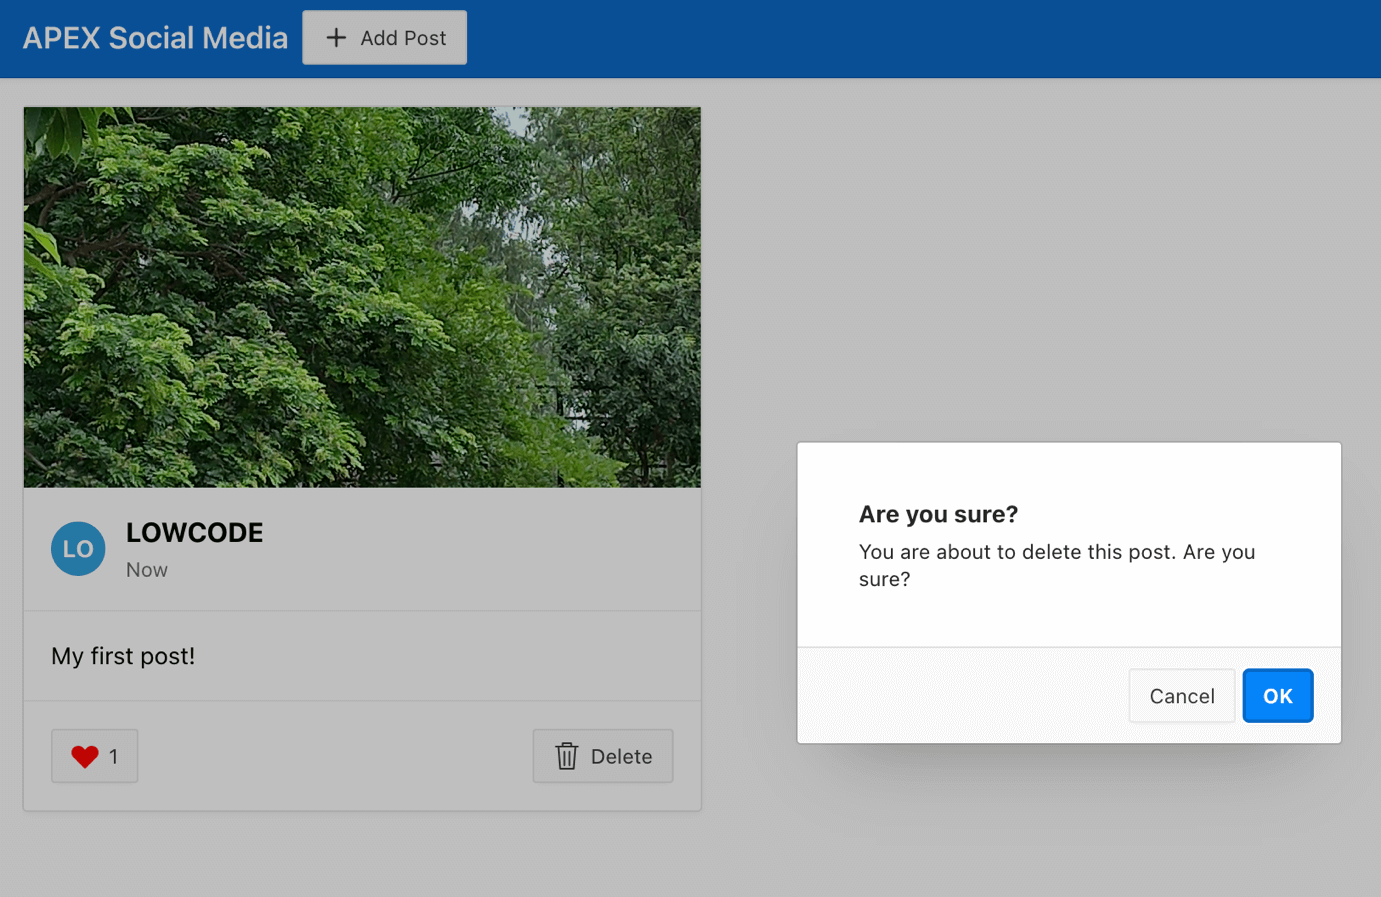 APEX Social Media
Add Post
LO
LOWCODE
Now
My first post!
1
Delete
Are you sure?
You are about to delete this post. Are you
sure?
Cancel
OK